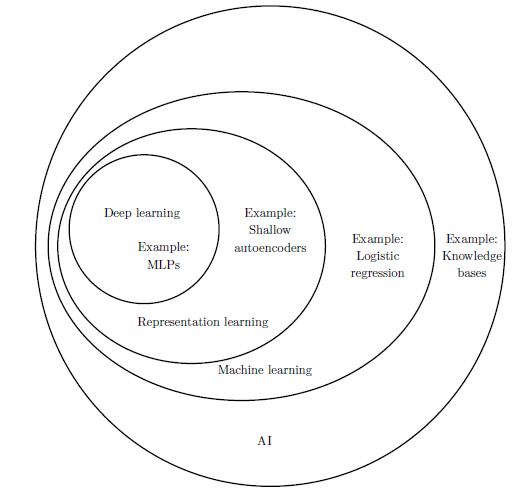 Deep learning
Example:
MLPs
Example:
Shallow
autoencoders
Example:
Logistic
regression
Example:
Knowledge
bases
Representation learning
Machine learning
AI